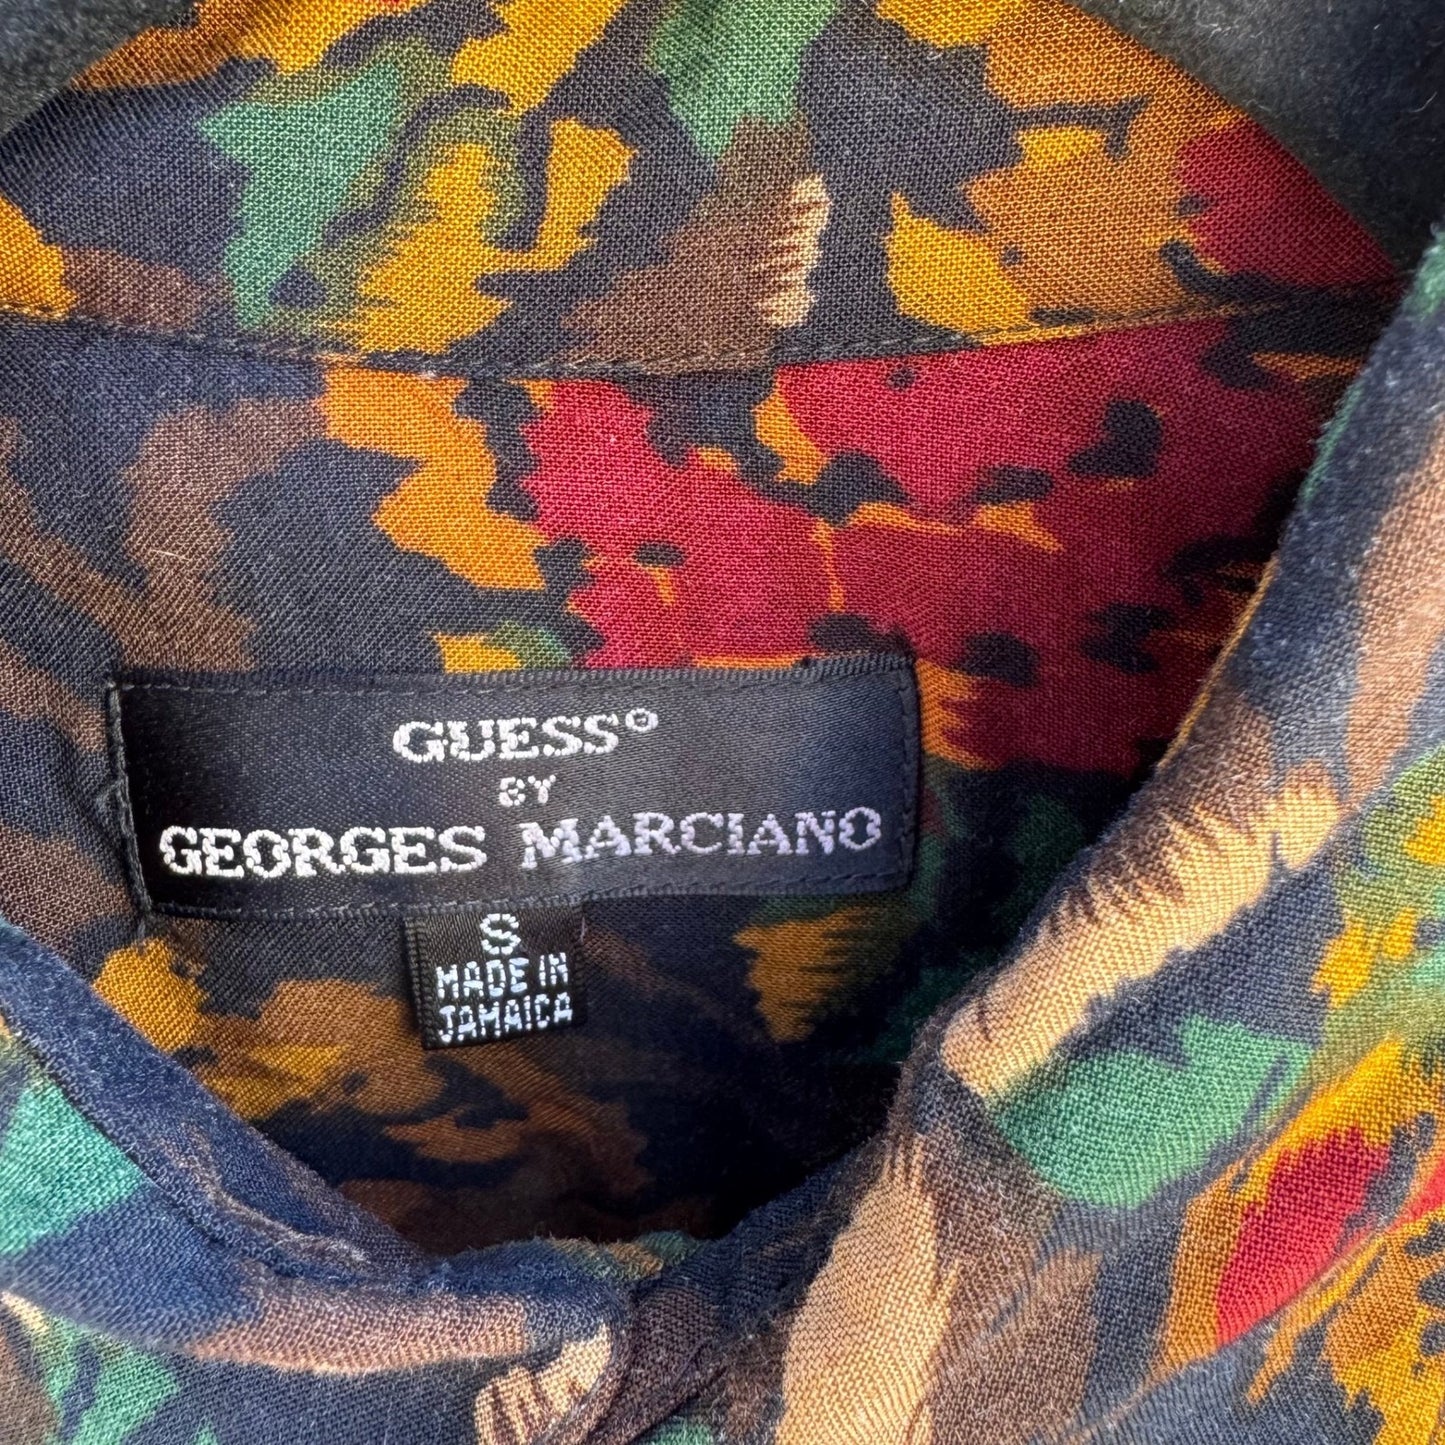 GUESS®
BY
GEORGES MARCIANO
S
MADE IN
JAMAICA